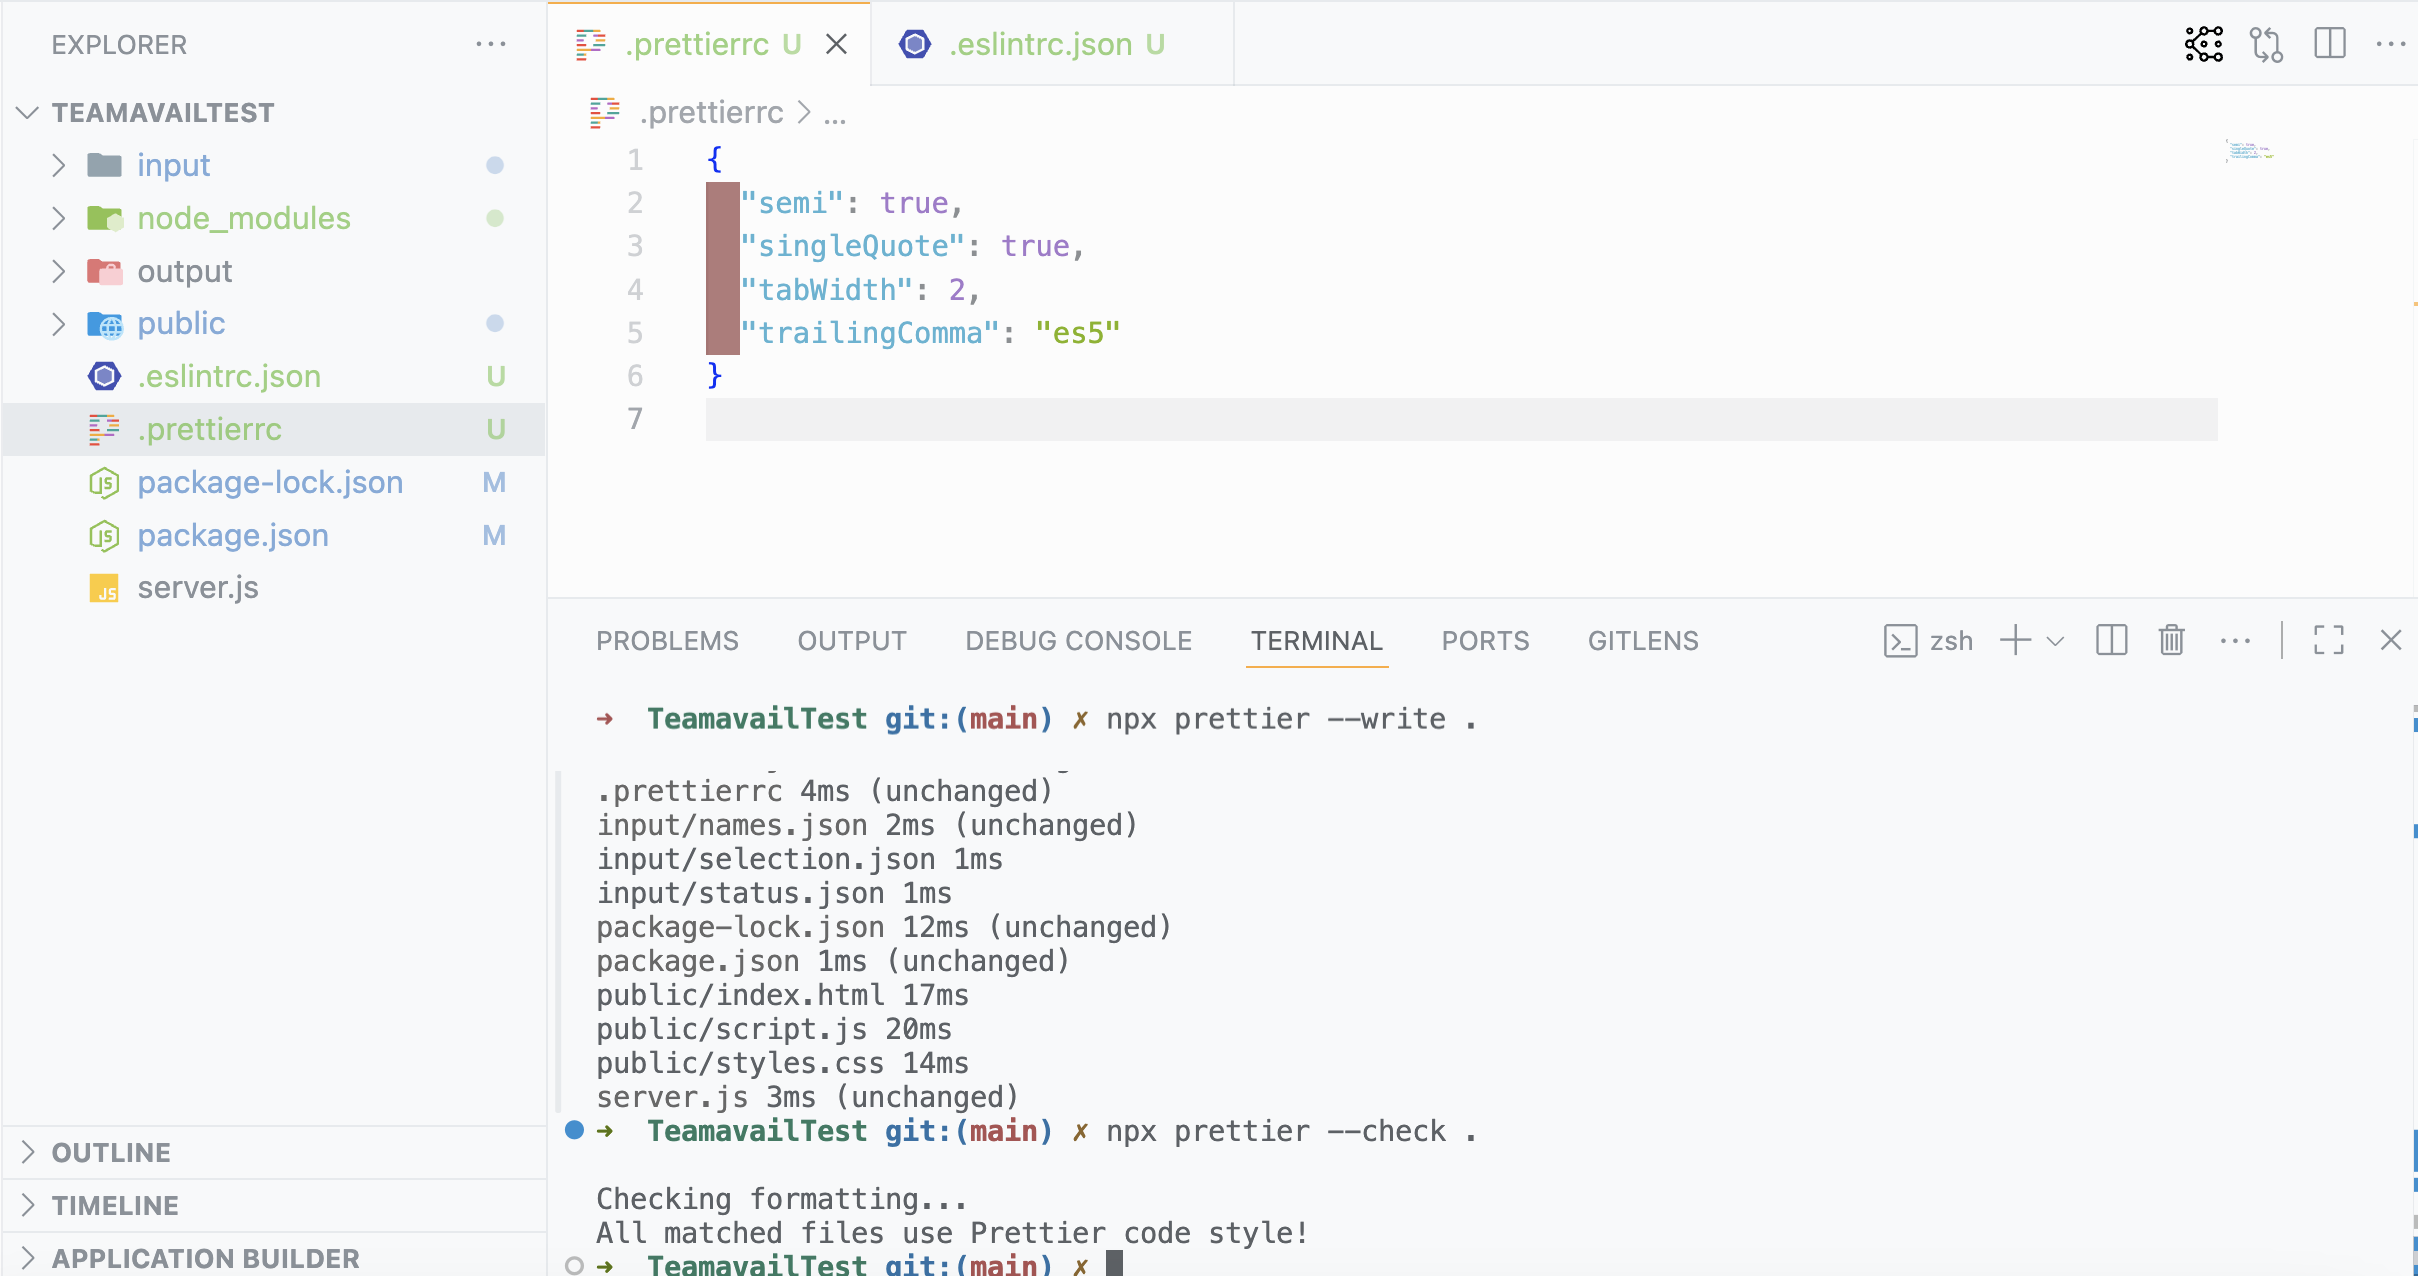 EXPLORER
TEAMAVAILTEST
input
node_modules
output
public
.eslintrc.json U
.prettierrc U
package-lock.json M
package.json M
server.js
OUTLINE
TIMELINE
APPLICATION BUILDER
.prettierrc U
.eslintrc.json U
.prettierrc > ...
1 {
2 "semi": true,
3 "singleQuote": true,
4 "tabWidth": 2,
5 "trailingComma": "es5"
6 }
7
PROBLEMS OUTPUT DEBUG CONSOLE TERMINAL PORTS GITLENS zsh
➜ TeamavailTest git:(main) ✗ npx prettier --write .
.prettierrc 4ms (unchanged)
input/names.json 2ms (unchanged)
input/selection.json 1ms
input/status.json 1ms
package-lock.json 12ms (unchanged)
package.json 1ms (unchanged)
public/index.html 17ms
public/script.js 20ms
public/styles.css 14ms
server.js 3ms (unchanged)
➜ TeamavailTest git:(main) ✗ npx prettier --check .
Checking formatting...
All matched files use Prettier code style!
➜ TeamavailTest git:(main) ✗